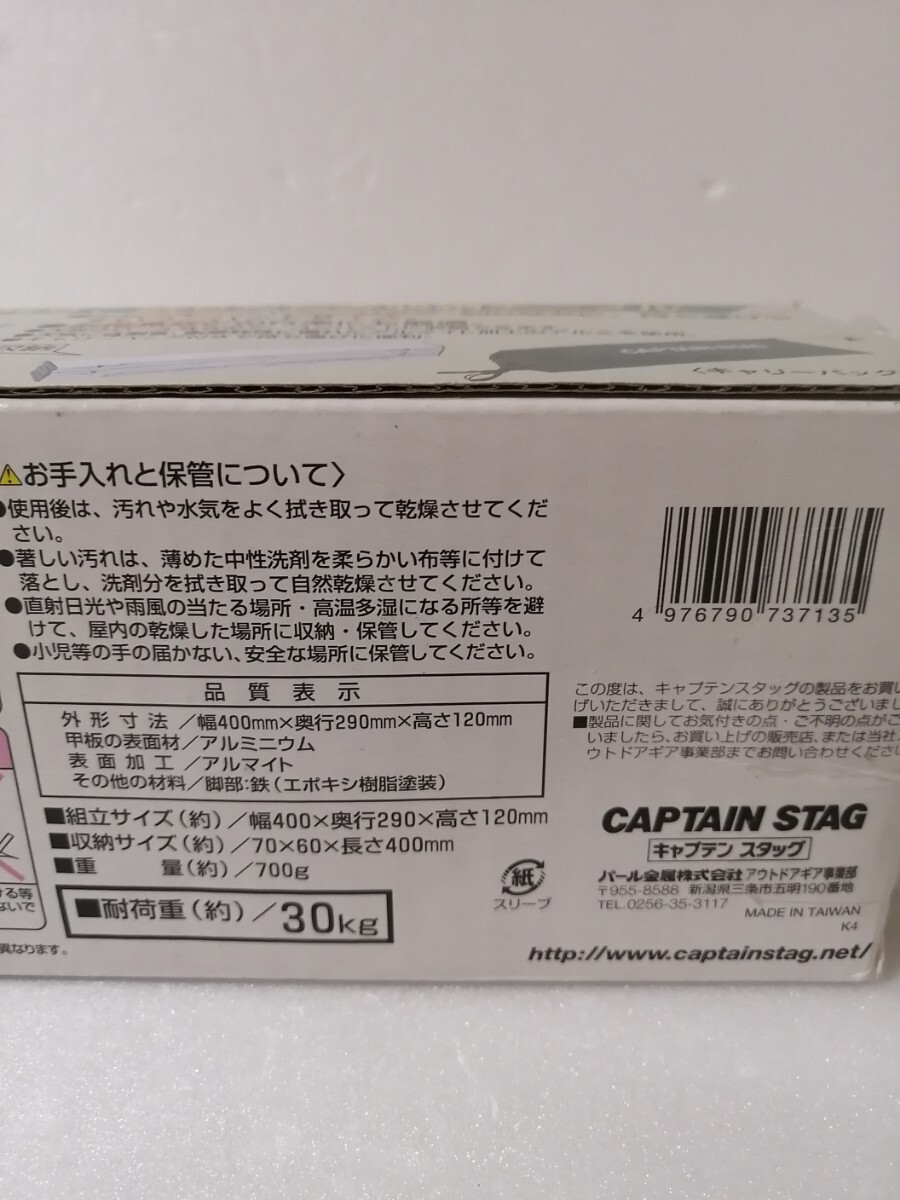 CAPTAIN STAG
〈キャリーバッグ
お手入れと保管について〉
●使用後は、汚れや水気をよく拭き取って乾燥させてくだ
さい。
●著しい汚れは、薄めた中性洗剤を柔らかい布等に付けて
落とし、洗剤分を拭き取って自然乾燥させてください。
●直射日光や雨風の当たる場所・高温多湿になる所等を避
けて、屋内の乾燥した場所に収納・保管してください。
●小児等の手の届かない、安全な場所に保管してください。
品質表示
外形寸法／幅400mm×奥行290mm×高さ120mm
甲板の表面材／アルミニウム
表面加工／アルマイト
その他の材料／脚部:鉄（エポキシ樹脂塗装）
■組立サイズ（約）／幅400×奥行290×高さ120mm
■収納サイズ（約）／70×60×長さ400mm
■重量（約）／700g
■耐荷重（約）／30kg
ける等
ないで
異なります。
4 976790 737135
この度は、キャプテンスタッグの製品をお買い
げいただきまして、誠にありがとうございまし
■製品に関してお気付きの点・ご不明の点がご
いましたら、お買い上げの販売店、または当社
ウトドアギア事業部までお問い合わせくださ
紙
スリーブ
CAPTAIN STAG
キャプテン スタッグ
パール金属株式会社 アウトドアギア事業部
〒955-8588 新潟県三条市五明190番地
TEL.0256-35-3117
MADE IN TAIWAN
K4
http://www.captainstag.net/